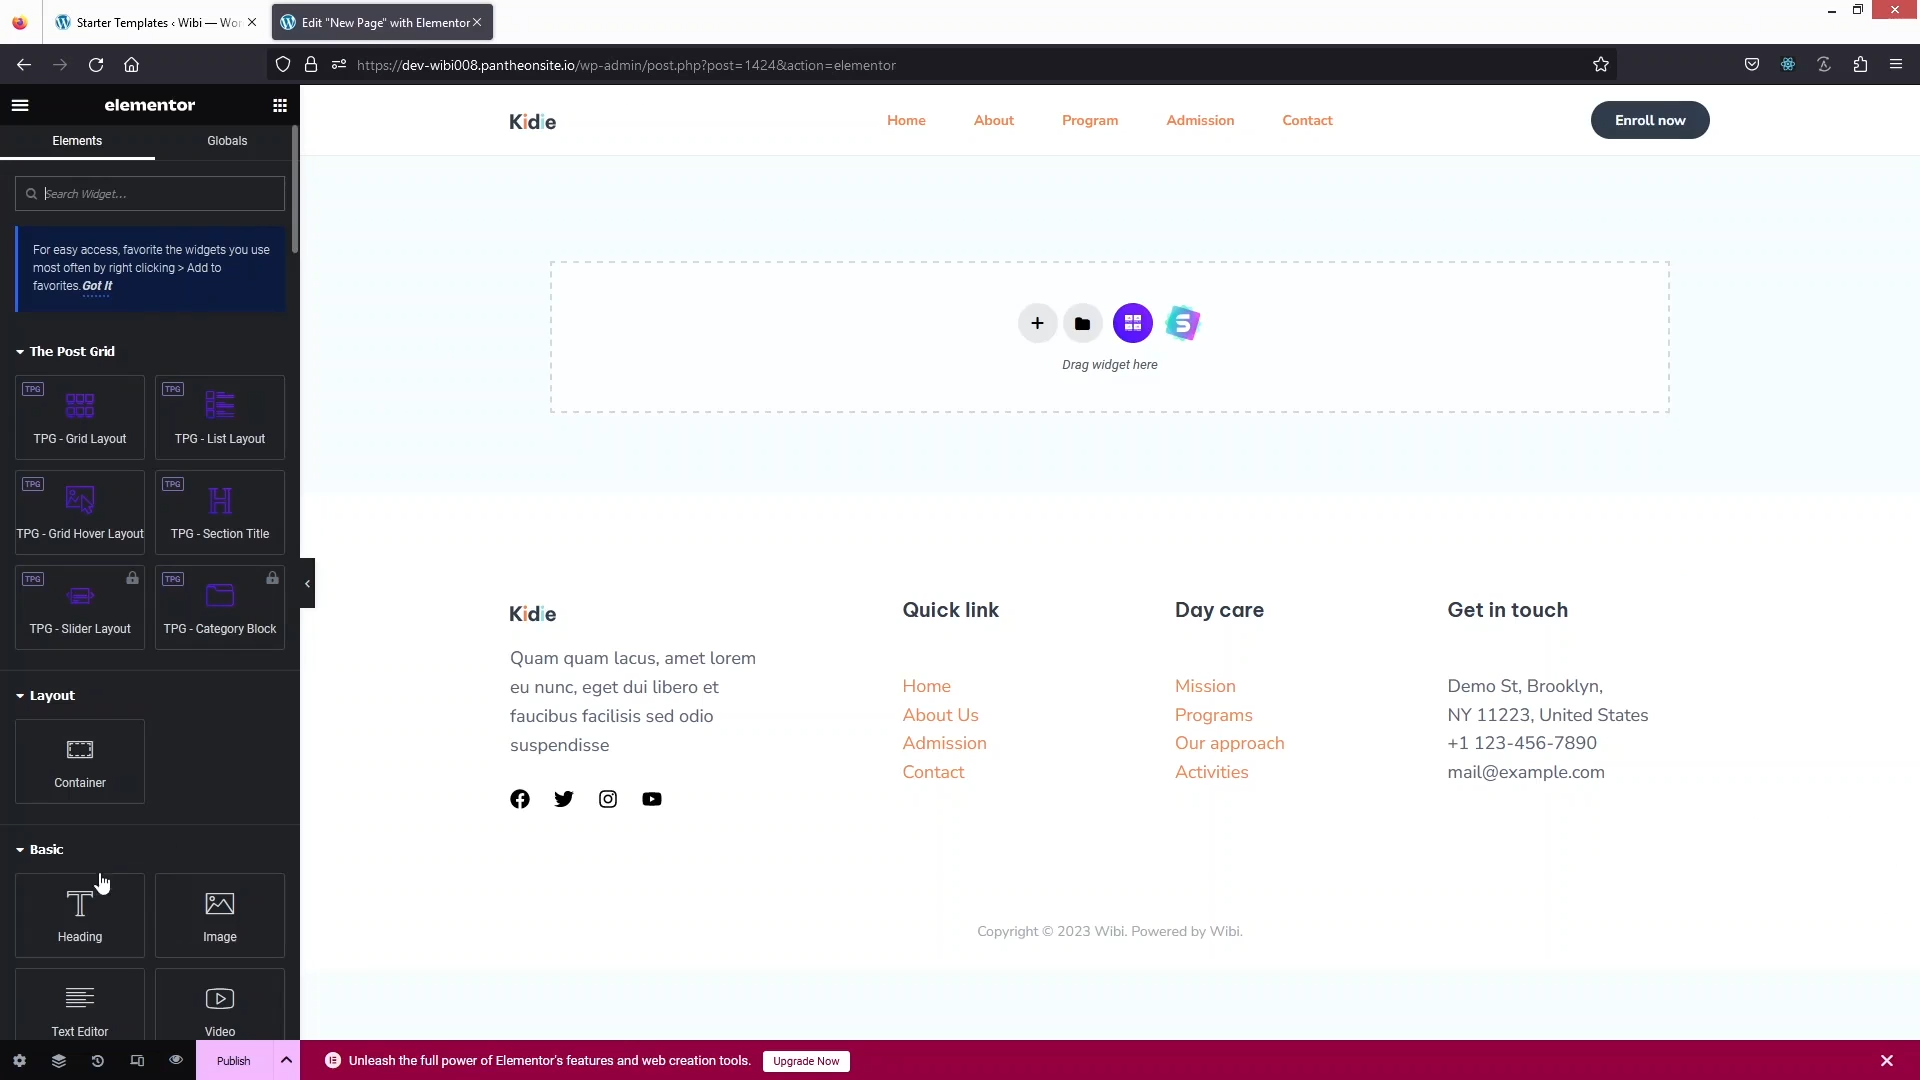 Starter Templates ‹ Wibi — Wor
Edit "New Page" with Elementor
https://dev-wibi008.pantheonsite.io/wp-admin/post.php?post=1424&action=elementor
elementor
Elements
Globals
Search Widget...
For easy access, favorite the widgets you use
most often by right clicking > Add to
favorites. Got It
The Post Grid
TPG
TPG
TPG - Grid Layout
TPG - List Layout
TPG
TPG
TPG - Grid Hover Layout
TPG - Section Title
TPG
TPG
TPG - Slider Layout
TPG - Category Block
Layout
Container
Basic
Heading
Image
Text Editor
Video
Publish
Kidie
Home
About
Program
Admission
Contact
Enroll now
Drag widget here
Kidie
Quam quam lacus, amet lorem
eu nunc, eget dui libero et
faucibus facilisis sed odio
suspendisse
Quick link
Home
About Us
Admission
Contact
Day care
Mission
Programs
Our approach
Activities
Get in touch
Demo St, Brooklyn,
NY 11223, United States
+1 123-456-7890
mail@example.com
Copyright © 2023 Wibi. Powered by Wibi.
Unleash the full power of Elementor's features and web creation tools.
Upgrade Now